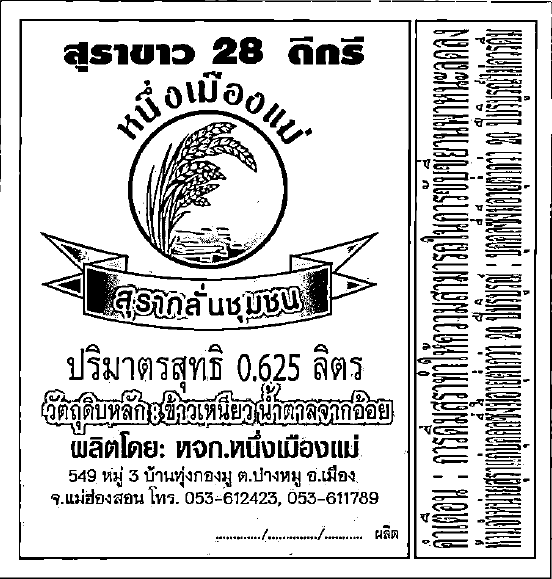 สุราขาว 28 ดีกรี
หนึ่งเมืองแม่
สุรากลั่นชุมชน
ปริมาตรสุทธิ 0.625 ลิตร
วัตถุดิบหลัก : ข้าวเหนียว น้ำตาลจากอ้อย
ผลิตโดย: หจก.หนึ่งเมืองแม่
549 หมู่ 3 บ้านทุ่งกองมู ต.ปางหมู อ.เมือง
จ.แม่ฮ่องสอน โทร. 053-612423, 053-611789
............/............./........... ผลิต
คำเตือน : การดื่มสุราทำให้ความสามารถในการขับขี่ยานพาหนะลดลง
ห้ามจำหน่ายสุราแก่บุคคลซึ่งมีอายุต่ำกว่า 20 ปีบริบูรณ์ : บุคคลซึ่งมีอายุต่ำกว่า 20 ปีบริบูรณ์ไม่ควรดื่ม